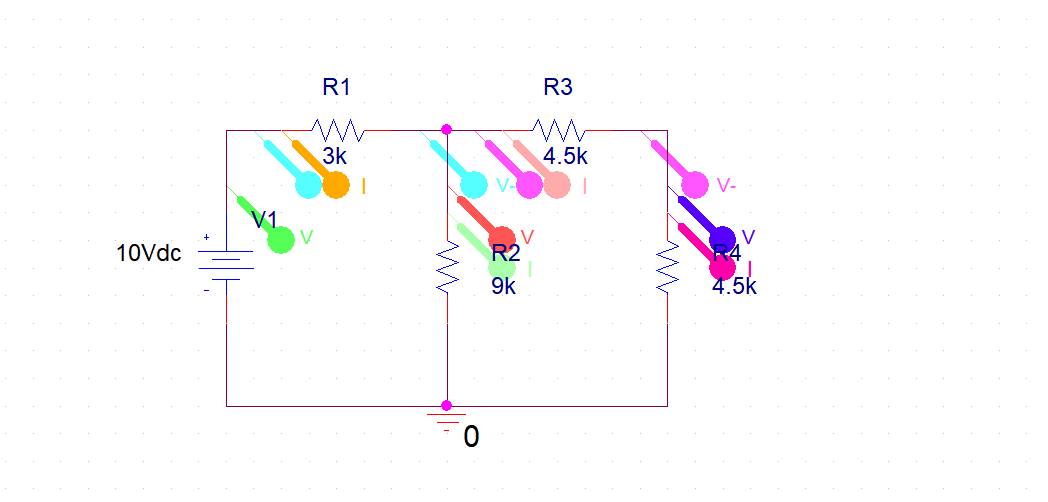 R1
R3
3k
4.5k
I
V-
I
V-
V1
V
V
V
10Vdc
+
R2
R4
I
I
-
9k
4.5k
0